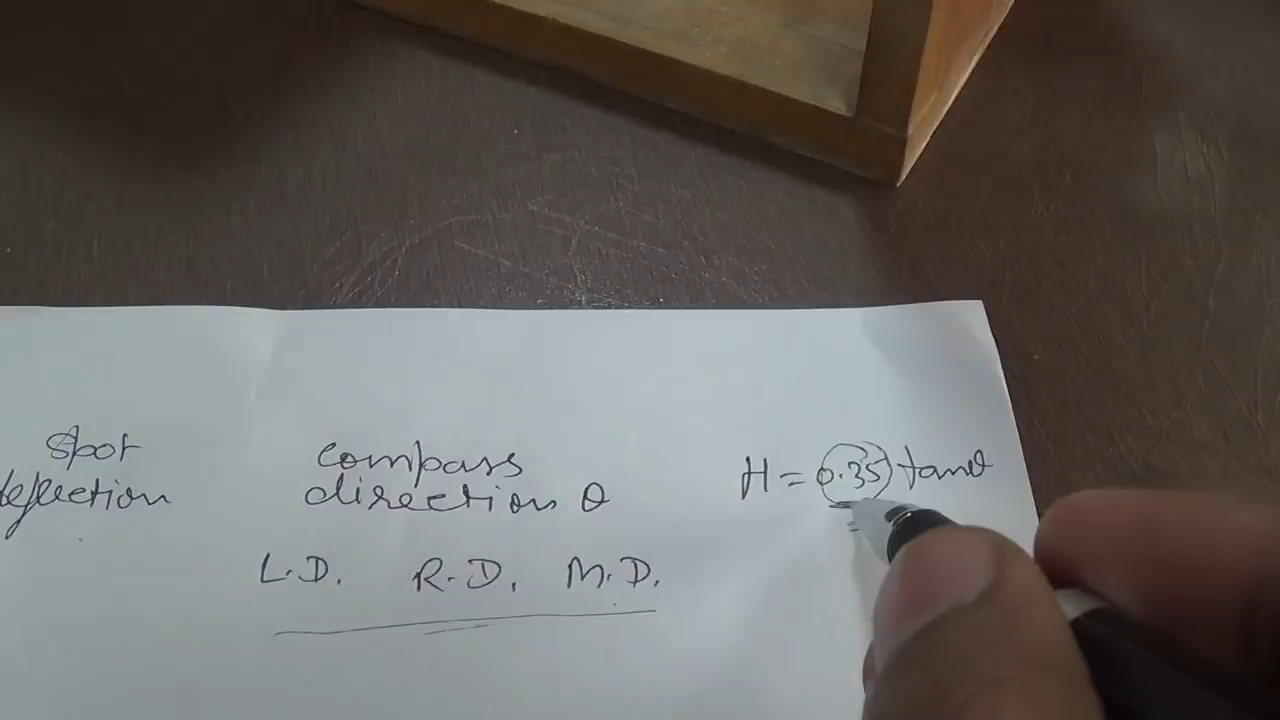 spot
deflection
compass
direction θ
H = 0.35 tanθ
L.D. R.D. M.D.